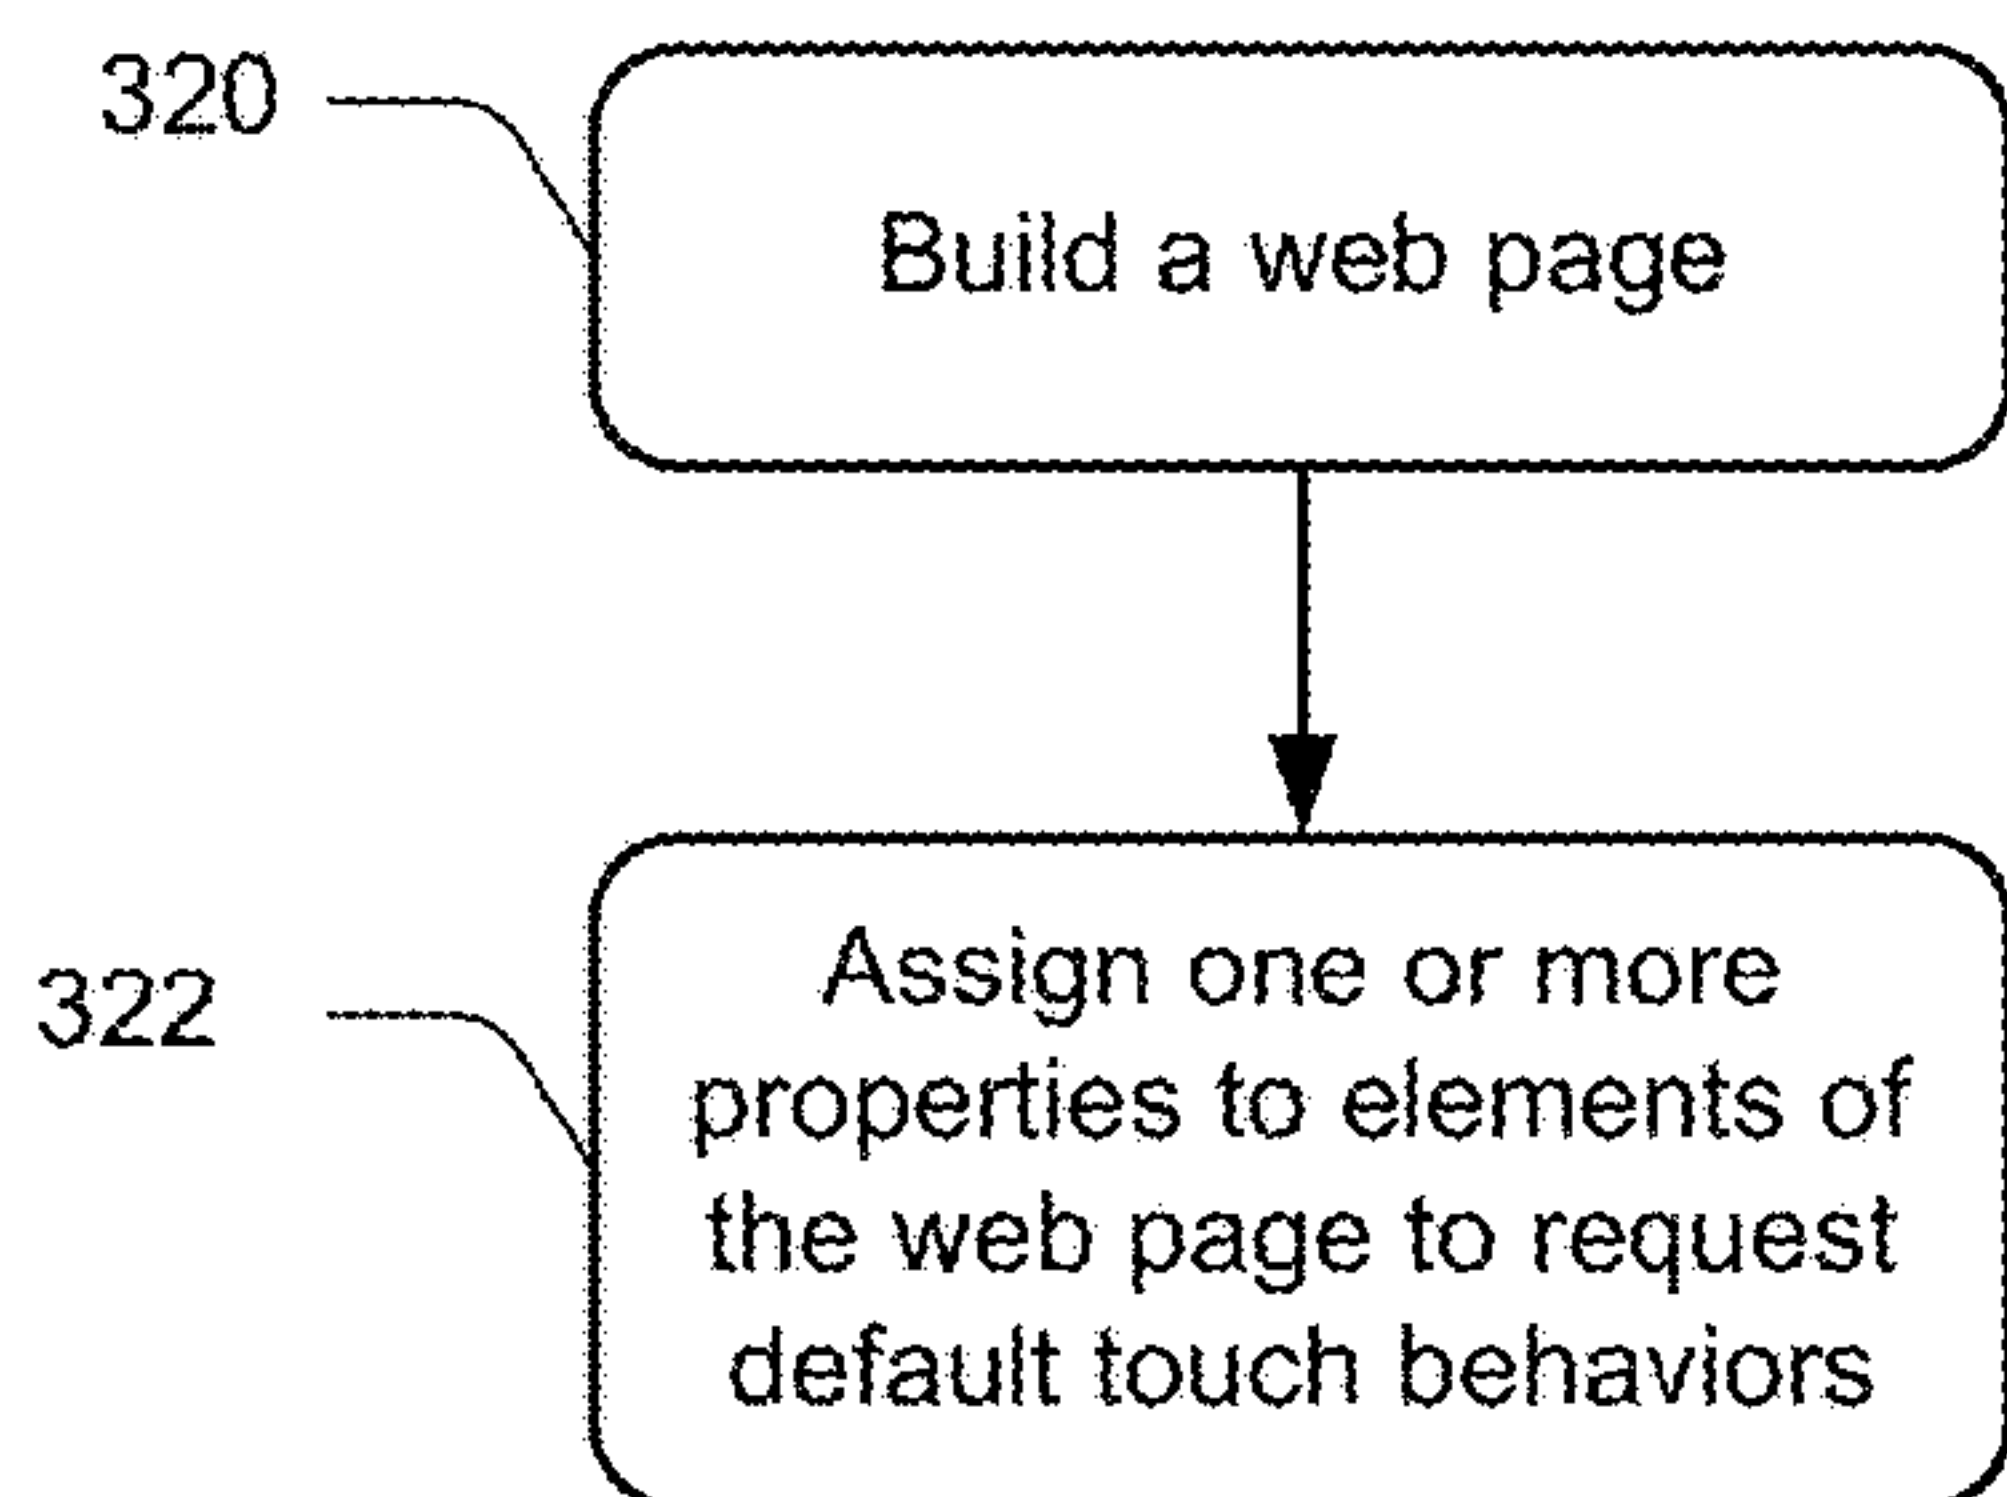 320
Build a web page
322
Assign one or more
properties to elements of
the web page to request
default touch behaviors